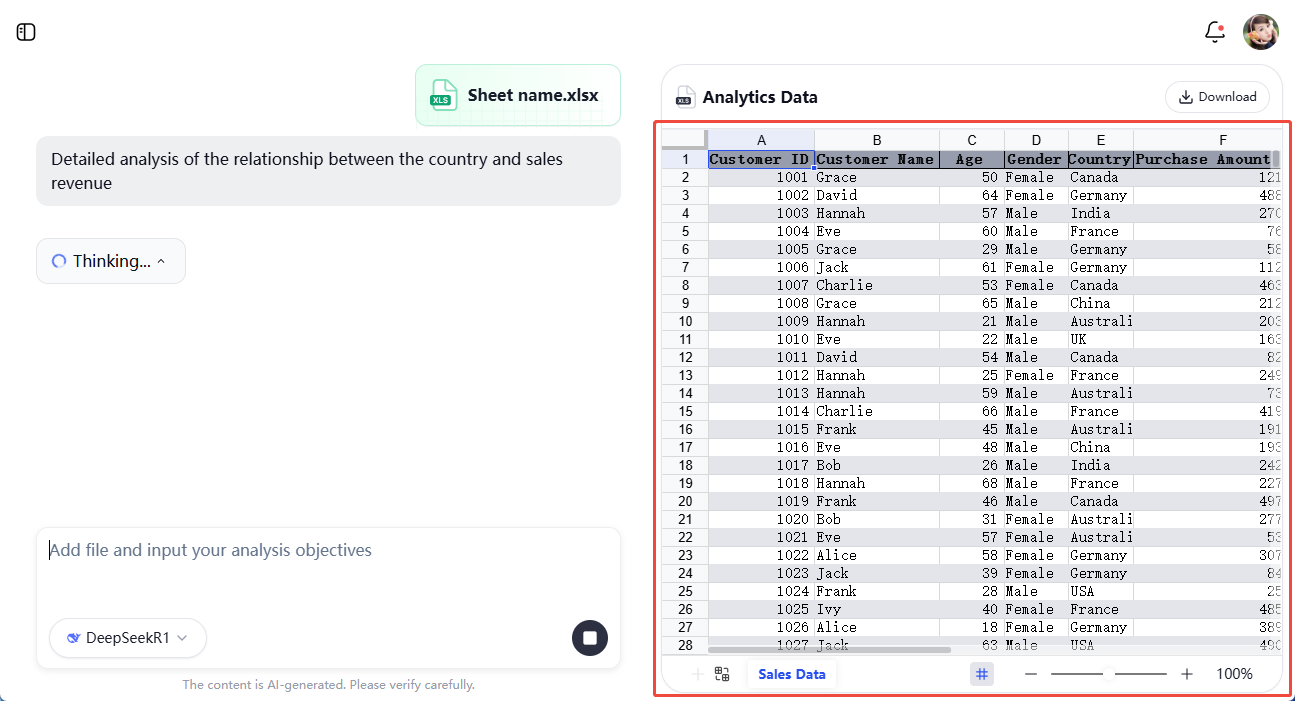 XLS
Sheet name.xlsx
Detailed analysis of the relationship between the country and sales
revenue
Thinking...
Add file and input your analysis objectives
DeepSeekR1
The content is AI-generated. Please verify carefully.
XLS
Analytics Data
Download
A B C D E F
1 Customer ID Customer Name Age Gender Country Purchase Amount
2 1001 Grace 50 Female Canada 121
3 1002 David 64 Female Germany 488
4 1003 Hannah 57 Male India 270
5 1004 Eve 60 Male France 76
6 1005 Grace 29 Male Germany 58
7 1006 Jack 61 Female Germany 112
8 1007 Charlie 53 Female Canada 463
9 1008 Grace 65 Male China 212
10 1009 Hannah 21 Male Australi 203
11 1010 Eve 22 Male UK 163
12 1011 David 54 Male Canada 82
13 1012 Hannah 25 Female France 249
14 1013 Hannah 59 Male Australi 73
15 1014 Charlie 66 Male France 419
16 1015 Frank 45 Male Australi 191
17 1016 Eve 48 Male China 193
18 1017 Bob 26 Male India 242
19 1018 Hannah 68 Male France 227
20 1019 Frank 46 Male Canada 497
21 1020 Bob 31 Female Australi 277
22 1021 Eve 57 Female Australi 53
23 1022 Alice 58 Female Germany 307
24 1023 Jack 39 Female Germany 84
25 1024 Frank 28 Male USA 25
26 1025 Ivy 40 Female France 485
27 1026 Alice 18 Female Germany 389
28 1027 Jack 63 Male USA 490
Sales Data
100%